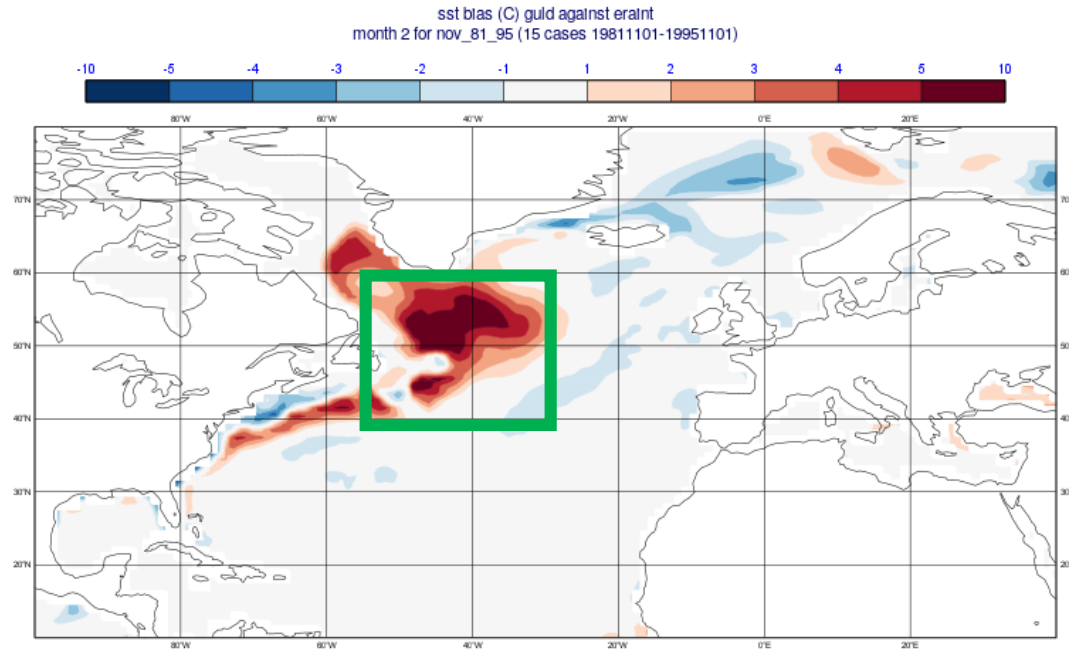 sst bias (C) guld against eraint
month 2 for nov_81_95 (15 cases 19811101-19951101)
-10 -5 -4 -3 -2 -1 1 2 3 4 5 10
80°W 60°W 40°W 20°W 0°E 20°E
70°N 70
60°N 60
50°N 50
40°N 40
30°N 30
20°N 20
80°W 60°W 40°W 20°W 0°E 20°E